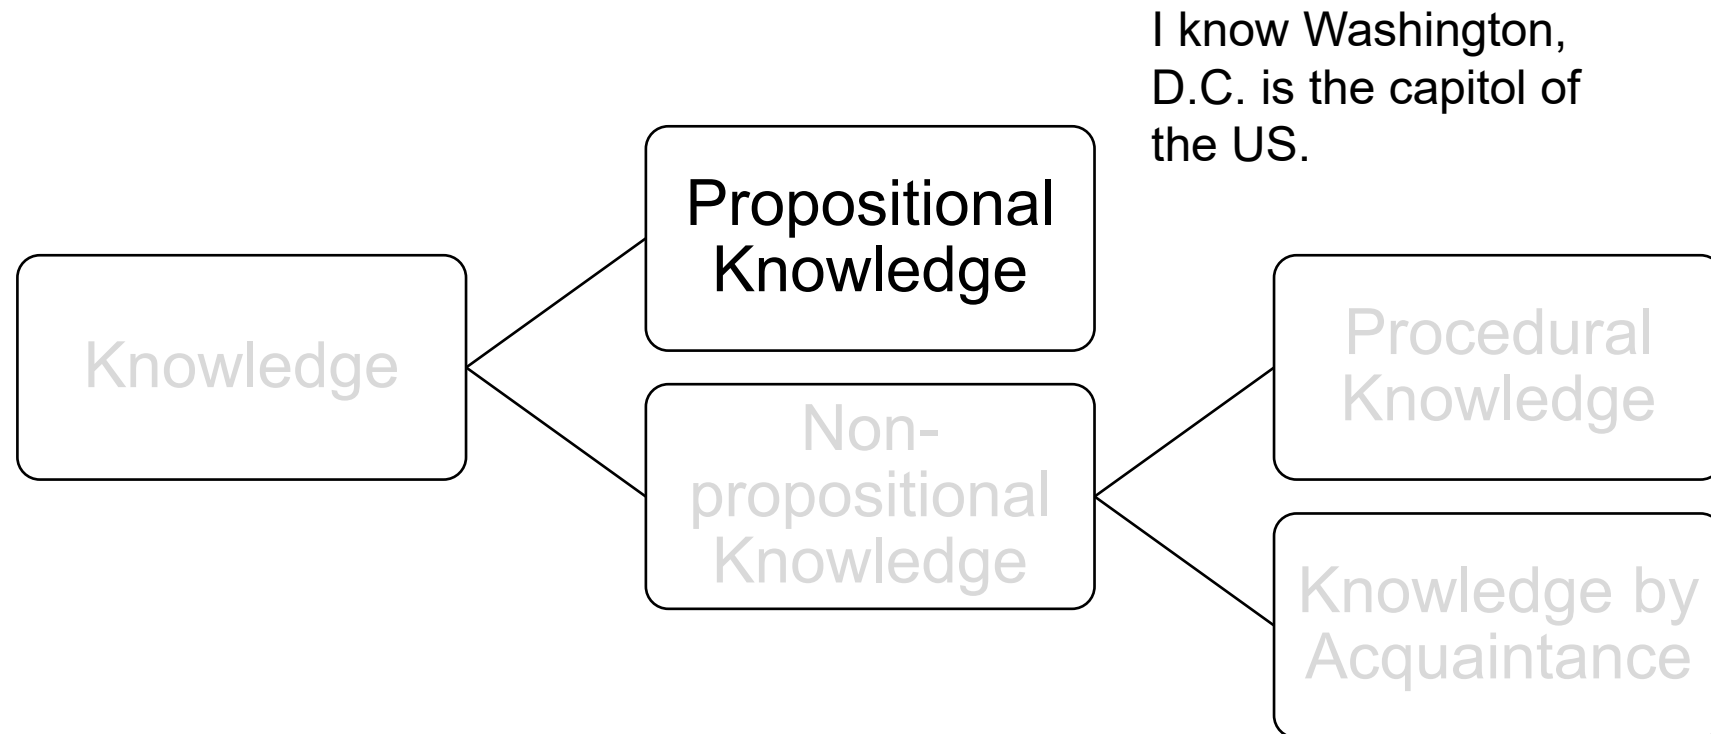 I know Washington,
D.C. is the capitol of
the US.
Propositional
Knowledge
Knowledge
Non-
propositional
Knowledge
Procedural
Knowledge
Knowledge by
Acquaintance